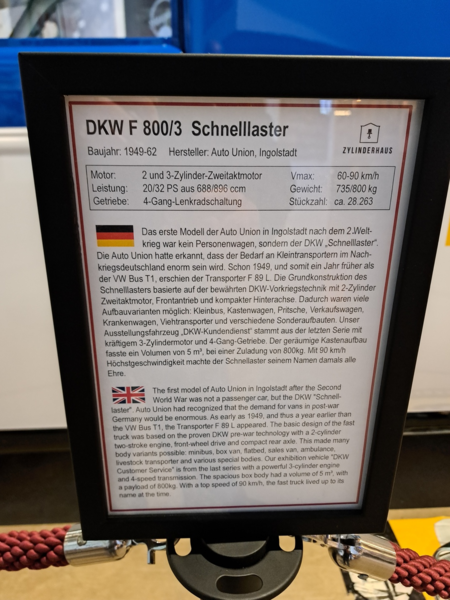 DKW F 800/3 Schnelllaster
ZYLINDERHAUS
Baujahr: 1949-62 Hersteller: Auto Union, Ingolstadt
Motor: 2 und 3-Zylinder-Zweitaktmotor Vmax: 60-90 km/h
Leistung: 20/32 PS aus 688/896 ccm Gewicht: 735/800 kg
Getriebe: 4-Gang-Lenkradschaltung Stückzahl: ca. 28.263
Das erste Modell der Auto Union in Ingolstadt nach dem 2.Welt-
krieg war kein Personenwagen, sondern der DKW „Schnelllaster“.
Die Auto Union hatte erkannt, dass der Bedarf an Kleintransportern im Nach-
kriegsdeutschland enorm sein wird. Schon 1949, und somit ein Jahr früher als
der VW Bus T1, erschien der Transporter F 89 L. Die Grundkonstruktion des
Schnelllasters basierte auf der bewährten DKW-Vorkriegstechnik mit 2-Zylinder
Zweitaktmotor, Frontantrieb und kompakter Hinterachse. Dadurch waren viele
Aufbauvarianten möglich: Kleinbus, Kastenwagen, Pritsche, Verkaufswagen,
Krankenwagen, Viehtransporter und verschiedene Sonderaufbauten. Unser
Ausstellungsfahrzeug „DKW-Kundendienst“ stammt aus der letzten Serie mit
kräftigem 3-Zylindermotor und 4-Gang-Getriebe. Der geräumige Kastenaufbau
fasste ein Volumen von 5 m³, bei einer Zuladung von 800kg. Mit 90 km/h
Höchstgeschwindigkeit machte der Schnelllaster seinem Namen damals alle
Ehre.
The first model of Auto Union in Ingolstadt after the Second
World War was not a passenger car, but the DKW "Schnell-
laster". Auto Union had recognized that the demand for vans in post-war
Germany would be enormous. As early as 1949, and thus a year earlier than
the VW Bus T1, the Transporter F 89 L appeared. The basic design of the fast
truck was based on the proven DKW pre-war technology with a 2-cylinder
two-stroke engine, front-wheel drive and compact rear axle. This made many
body variants possible: minibus, box van, flatbed, sales van, ambulance,
livestock transporter and various special bodies. Our exhibition vehicle "DKW
Customer Service" is from the last series with a powerful 3-cylinder engine
and 4-speed transmission. The spacious box body had a volume of 5 m³, with
a payload of 800kg. With a top speed of 90 km/h, the fast truck lived up to its
name at the time.